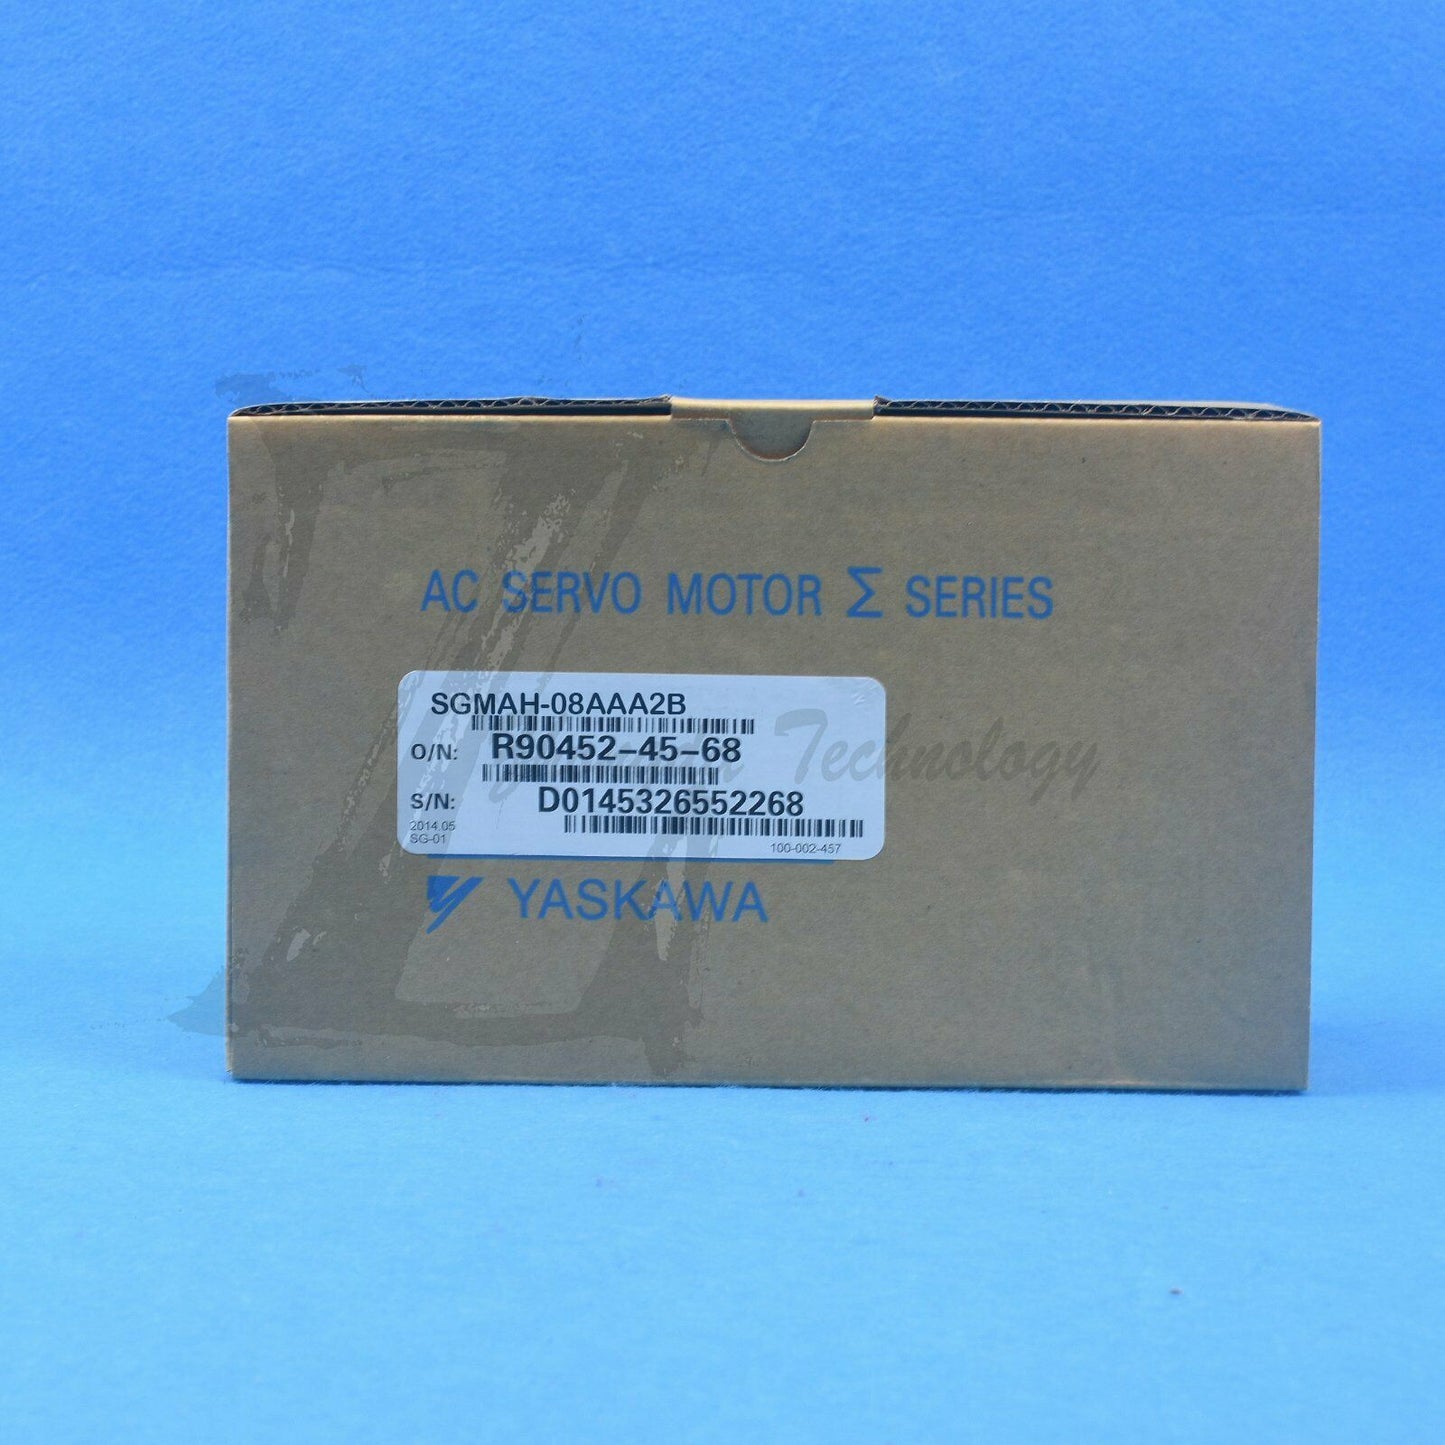 AC SERVO MOTOR Σ SERIES
SGMAH-08AAA2B
O/N: R90452-45-68
S/N: D0145326552268
2014.05
SG-01
100-002-457
YASKAWA
Technology